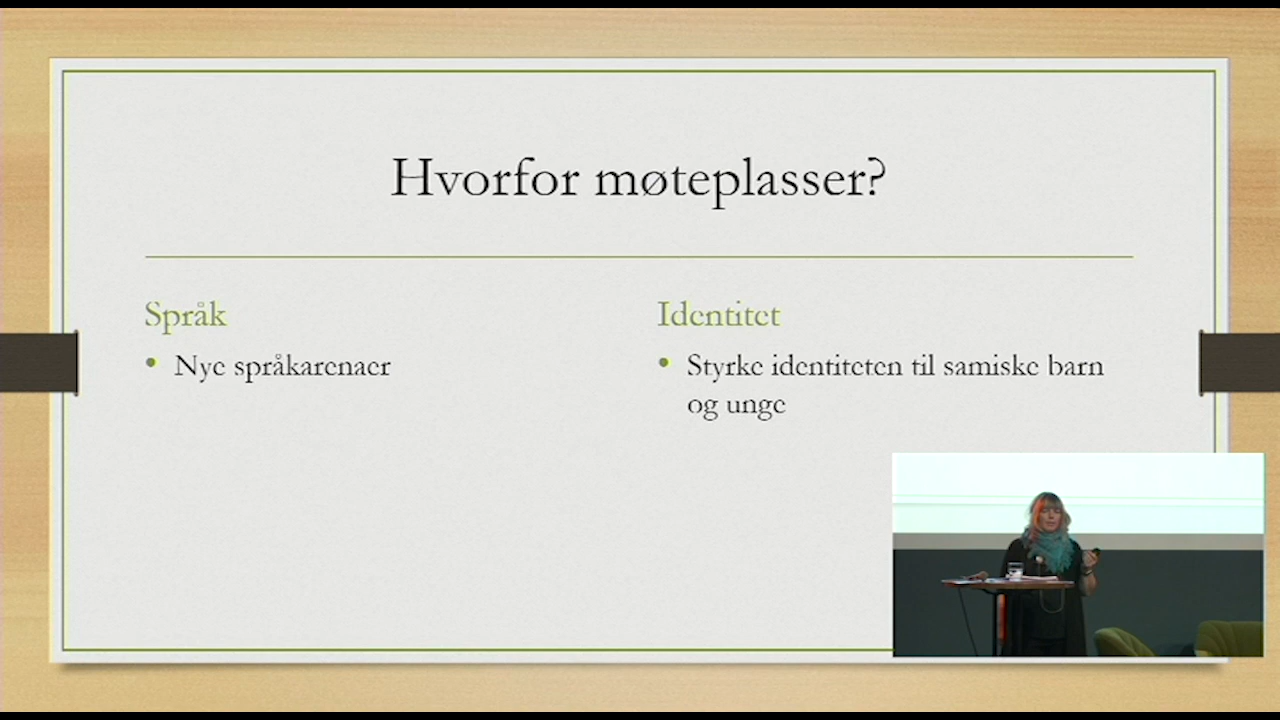 Hvorfor møteplasser?
Språk
• Nye språkarenaer
Identitet
• Styrke identiteten til samiske barn
og unge